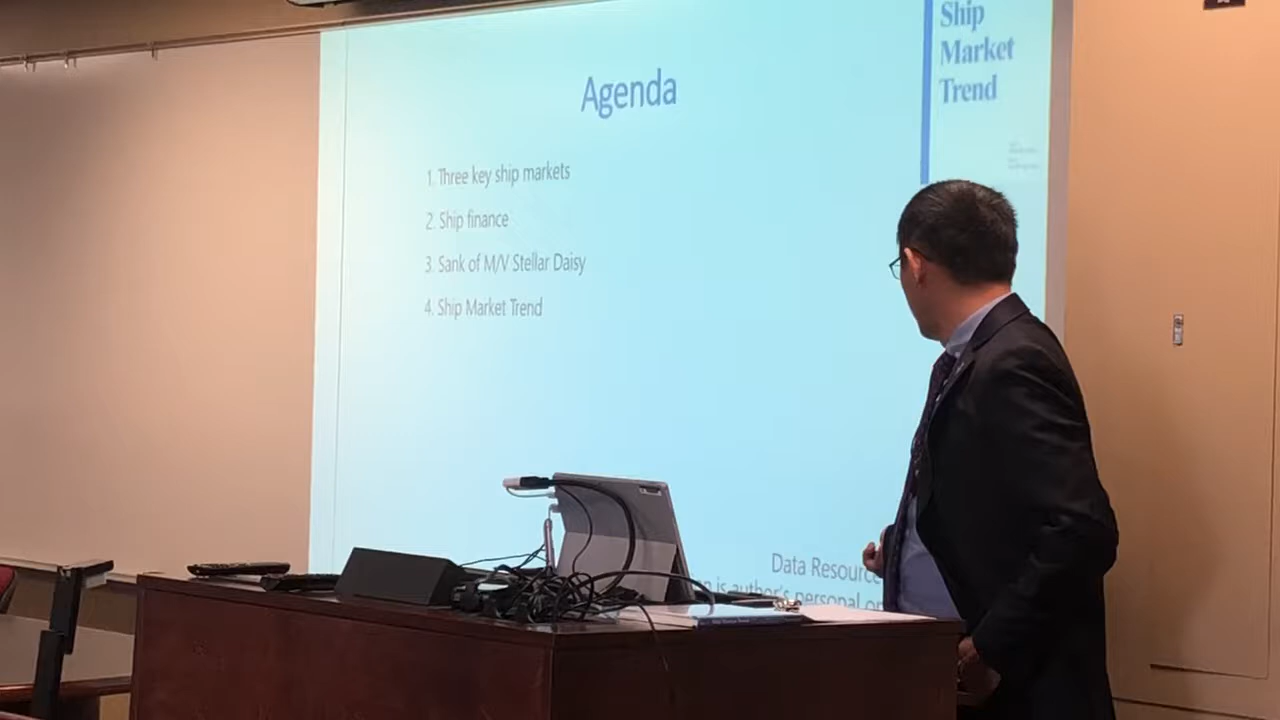 Agenda
1. Three key ship markets
2. Ship finance
3. Sank of M/V Stellar Daisy
4. Ship Market Trend
Ship
Market
Trend
Data Resource
is author's personal